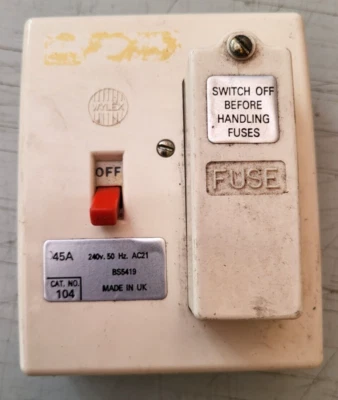 WYLEX
SWITCH OFF
BEFORE
HANDLING
FUSES
OFF
FUSE
45A 240v. 50 Hz. AC21
BS5419
CAT. NO.
104
MADE IN UK